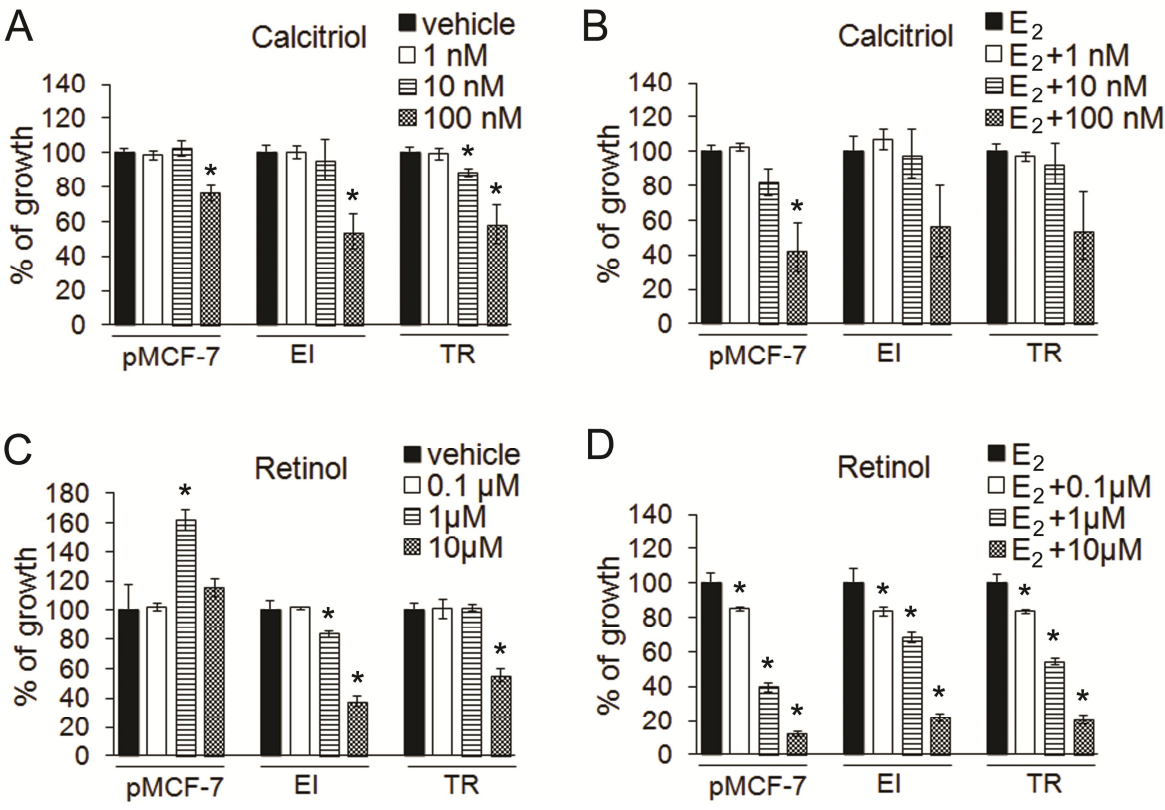 A
Calcitriol
vehicle
1 nM
10 nM
100 nM
% of growth
140
120
100
80
60
40
20
0
*
*
*
*
pMCF-7
EI
TR
B
Calcitriol
E2
E2+1 nM
E2+10 nM
E2+100 nM
% of growth
140
120
100
80
60
40
20
0
*
pMCF-7
EI
TR
C
Retinol
vehicle
0.1 µM
1µM
10µM
% of growth
180
160
140
120
100
80
60
40
20
0
*
*
*
*
pMCF-7
EI
TR
D
Retinol
E2
E2+0.1µM
E2+1µM
E2+10µM
% of growth
140
120
100
80
60
40
20
0
*
*
*
*
*
*
*
*
*
pMCF-7
EI
TR